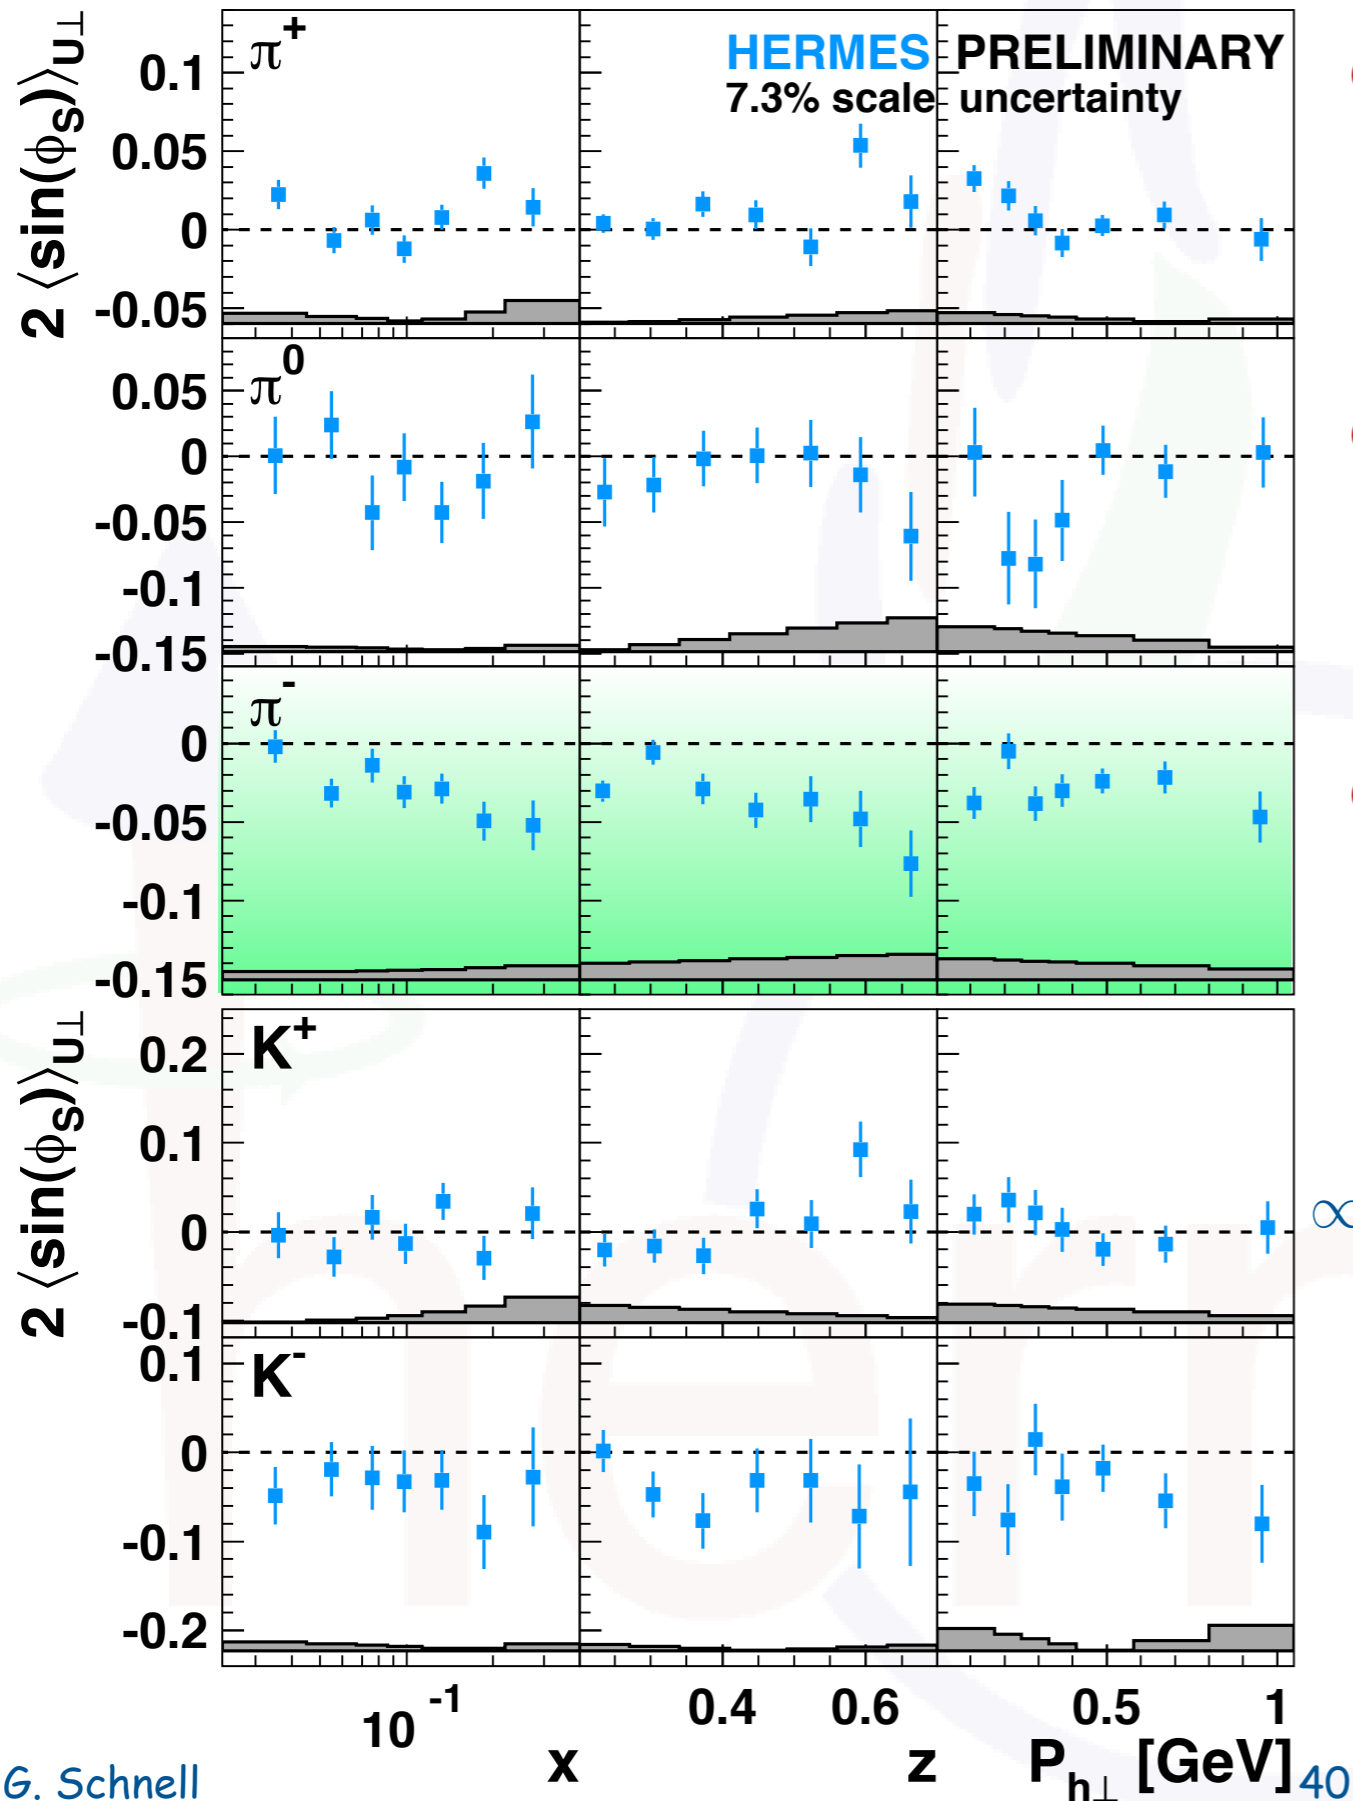 2 ⟨sin(ϕS)⟩U⊥
π+
HERMES PRELIMINARY
7.3% scale uncertainty
0.1
0.05
0
-0.05
π0
0.05
0
-0.05
-0.1
-0.15
π-
0
-0.05
-0.1
-0.15
2 ⟨sin(ϕS)⟩U⊥
K+
0.2
0.1
0
-0.1
∝
K-
0.1
0
-0.1
-0.2
10-1 0.4 0.6 0.5 1
x z Ph⊥ [GeV]
G. Schnell 40